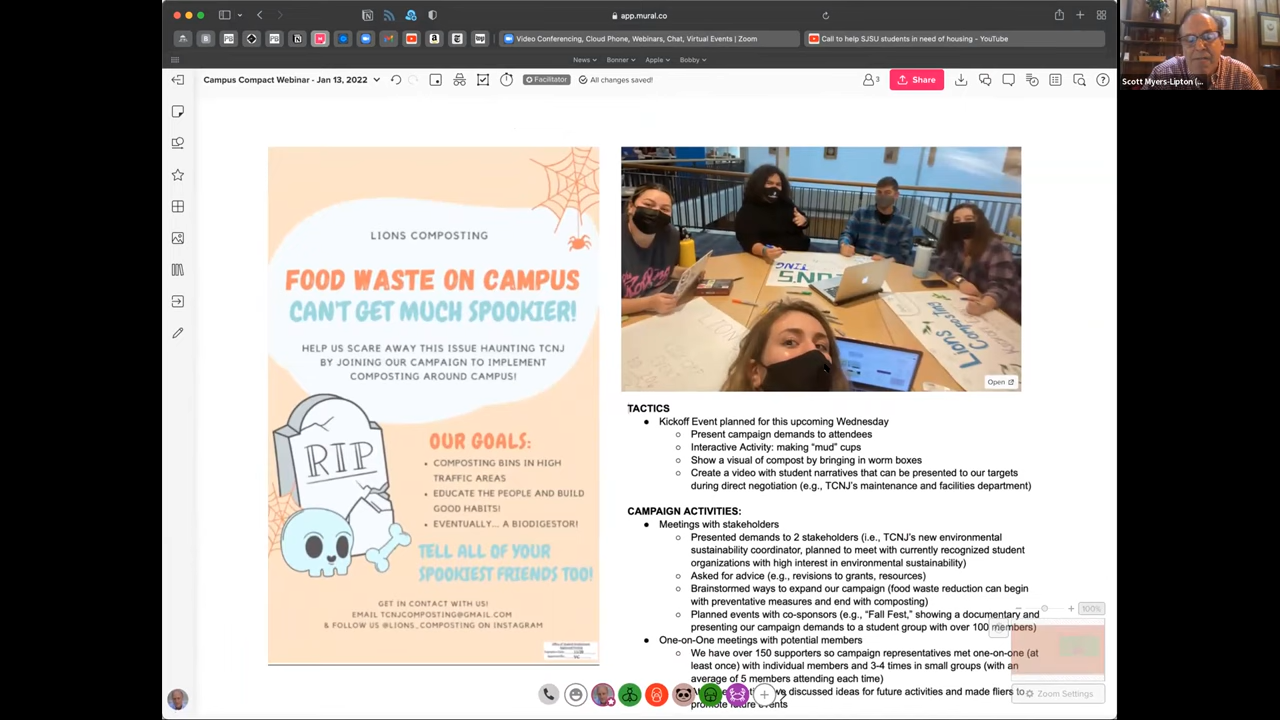 app.mural.co
Video Conferencing, Cloud Phone, Webinars, Chat, Virtual Events | Zoom
Call to help SJSU students in need of housing - YouTube
News
Bonner
Apple
Bobby
Scott Myers-Lipton (...
Campus Compact Webinar - Jan 13, 2022
Facilitator
All changes saved!
3
Share
LIONS COMPOSTING
FOOD WASTE ON CAMPUS
CAN'T GET MUCH SPOOKIER!
HELP US SCARE AWAY THIS ISSUE HAUNTING TCNJ
BY JOINING OUR CAMPAIGN TO IMPLEMENT
COMPOSTING AROUND CAMPUS!
RIP
OUR GOALS:
• COMPOSTING BINS IN HIGH
TRAFFIC AREAS
• EDUCATE THE PEOPLE AND BUILD
GOOD HABITS!
• EVENTUALLY... A BIODIGESTOR!
TELL ALL OF YOUR
SPOOKIEST FRIENDS TOO!
GET IN CONTACT WITH US!
EMAIL TCNJCOMPOSTING@GMAIL.COM
& FOLLOW US @LIONS_COMPOSTING ON INSTAGRAM
TING
LIONS
Lions
Composting
Open
TACTICS
● Kickoff Event planned for this upcoming Wednesday
○ Present campaign demands to attendees
○ Interactive Activity: making “mud” cups
○ Show a visual of compost by bringing in worm boxes
○ Create a video with student narratives that can be presented to our targets
during direct negotiation (e.g., TCNJ's maintenance and facilities department)
CAMPAIGN ACTIVITIES:
● Meetings with stakeholders
○ Presented demands to 2 stakeholders (i.e., TCNJ's new environmental
sustainability coordinator, planned to meet with currently recognized student
organizations with high interest in environmental sustainability)
○ Asked for advice (e.g., revisions to grants, resources)
○ Brainstormed ways to expand our campaign (food waste reduction can begin
with preventative measures and end with composting)
○ Planned events with co-sponsors (e.g., “Fall Fest,” showing a documentary and
presenting our campaign demands to a student group with over 100 members)
● One-on-One meetings with potential members
○ We have over 150 supporters so campaign representatives met one-on-one (at
least once) with individual members and 3-4 times in small groups (with an
average of 5 members attending each time)
discussed ideas for future activities and made fliers to
promote future events
100%
Zoom Settings